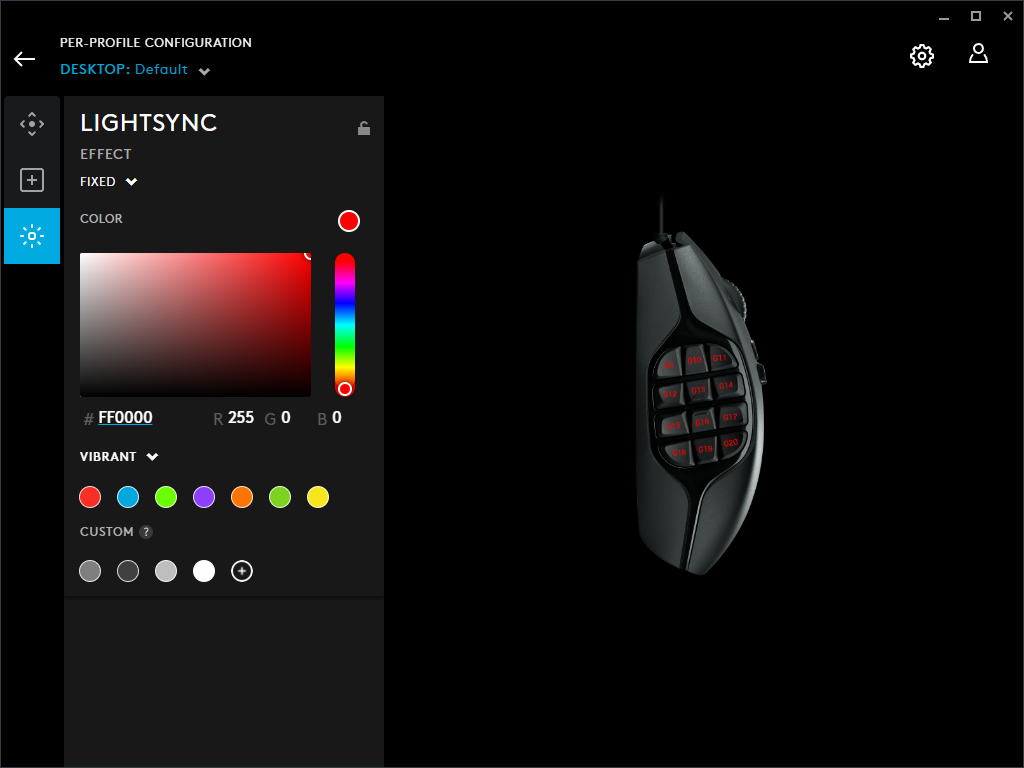 PER-PROFILE CONFIGURATION
DESKTOP: Default
LIGHTSYNC
EFFECT
FIXED
COLOR
# FF0000 R 255 G 0 B 0
VIBRANT
CUSTOM ?
G10 G11
G12 G13 G14
G15 G16 G17
G18 G19 G20